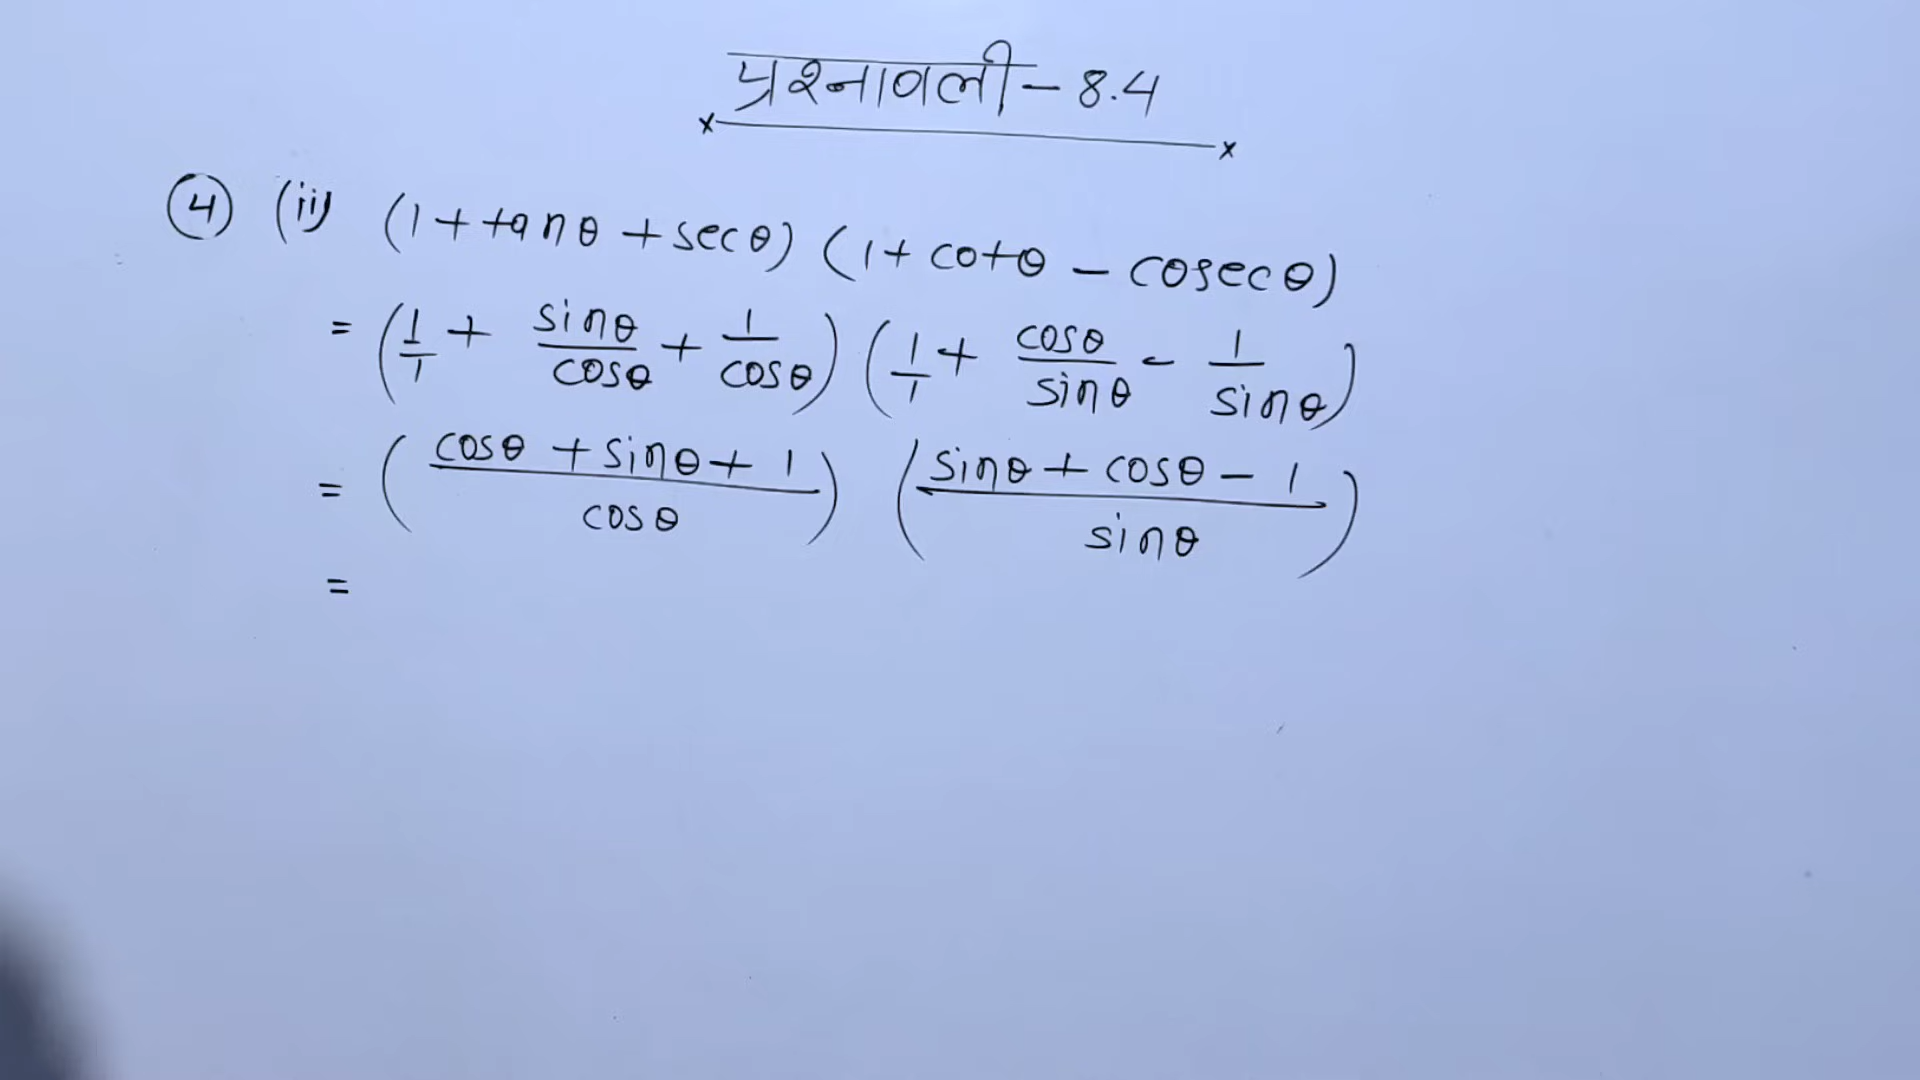 प्रश्नावली - 8.4
④ (ii) (1 + tanθ + secθ) (1 + cotθ - cosecθ)
= (1/1 + sinθ/cosθ + 1/cosθ) (1/1 + cosθ/sinθ - 1/sinθ)
= ((cosθ + sinθ + 1)/cosθ) ((sinθ + cosθ - 1)/sinθ)
=